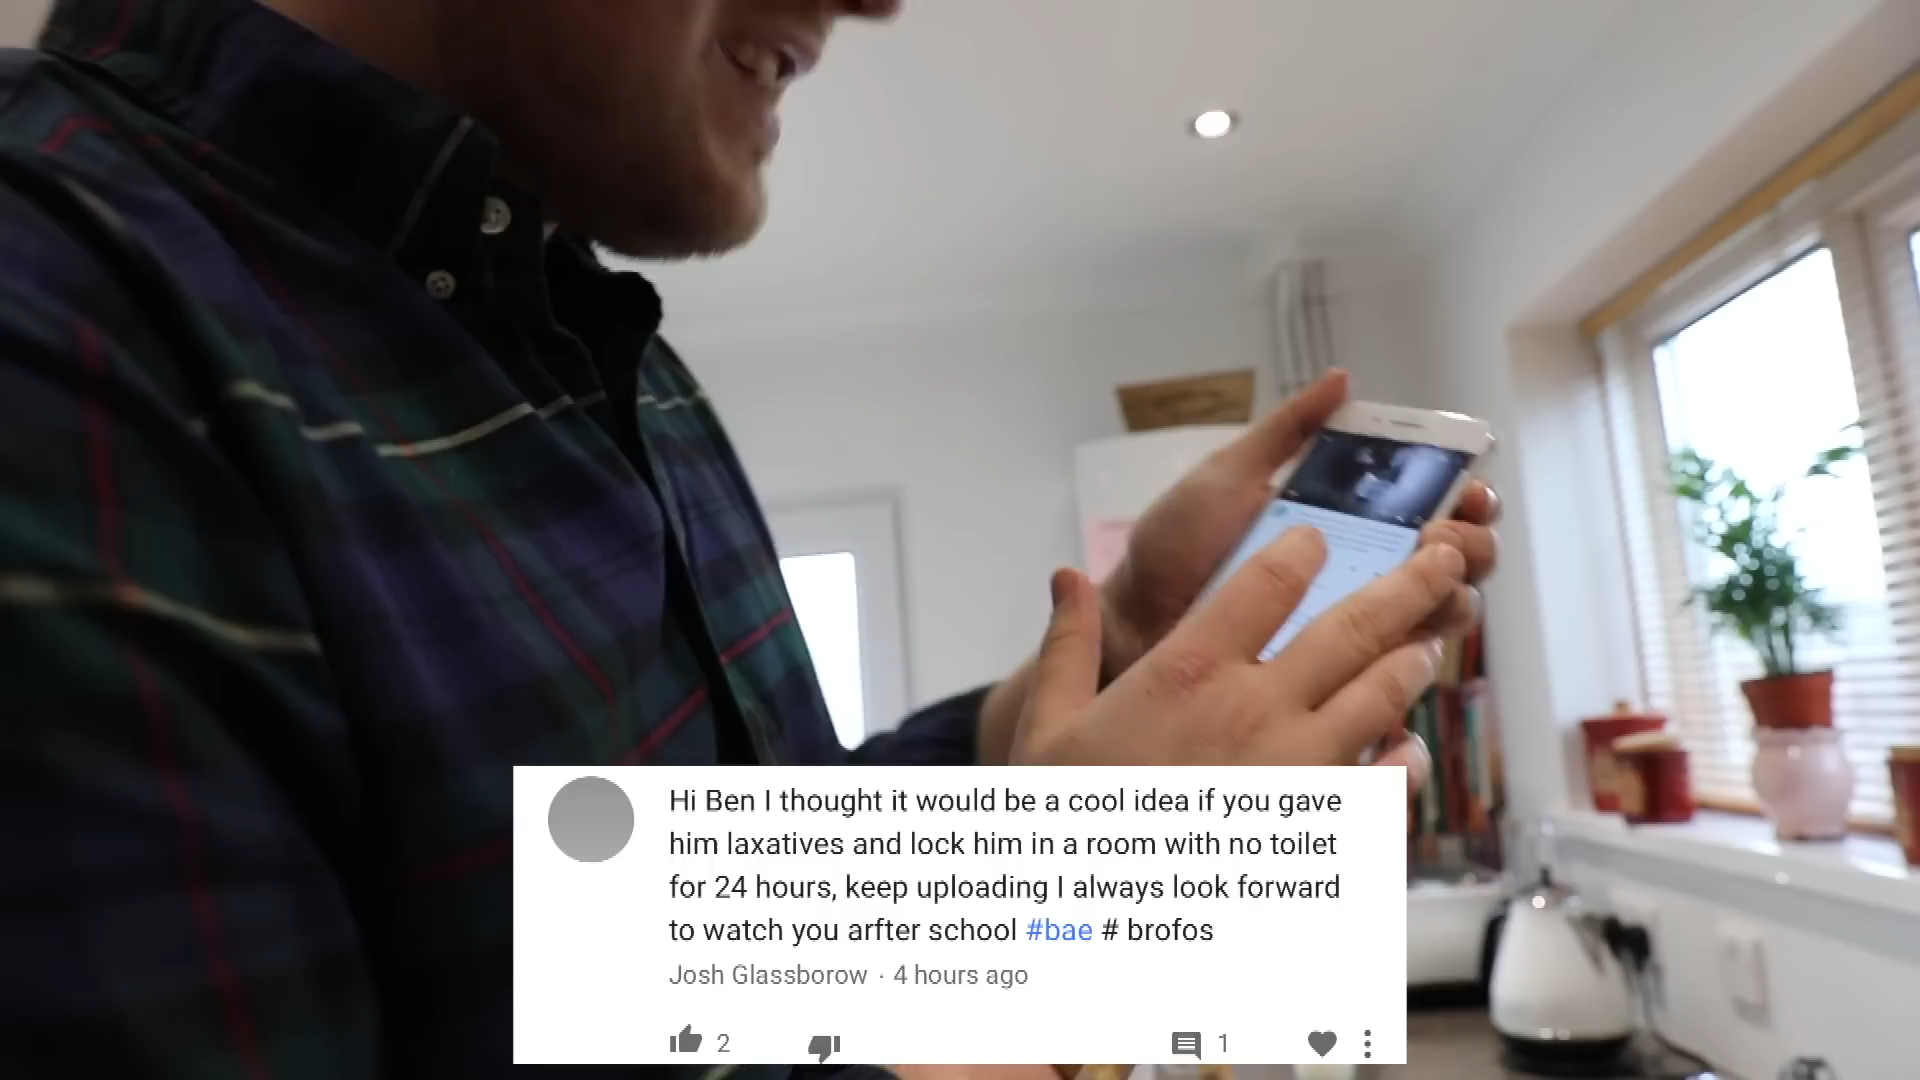 Hi Ben I thought it would be a cool idea if you gave
him laxatives and lock him in a room with no toilet
for 24 hours, keep uploading I always look forward
to watch you arfter school #bae # brofos
Josh Glassborow · 4 hours ago
2
1